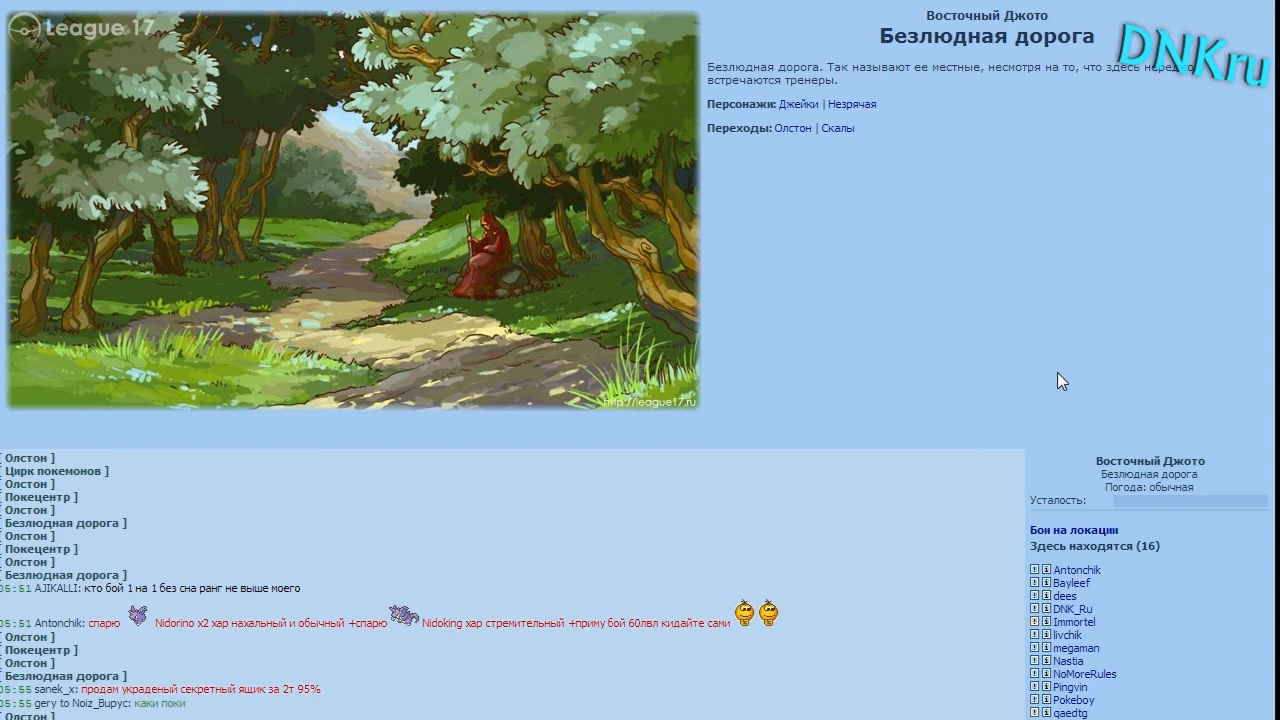 League 17
http://league17.ru
Восточный Джото
Безлюдная дорога
DNKru
Безлюдная дорога. Так называют ее местные, несмотря на то, что здесь нередко
встречаются тренеры.
Персонажи: Джейки | Незрячая
Переходы: Олстон | Скалы
[ Олстон ]
[ Цирк покемонов ]
[ Олстон ]
[ Покецентр ]
[ Олстон ]
[ Безлюдная дорога ]
[ Олстон ]
[ Покецентр ]
[ Олстон ]
[ Безлюдная дорога ]
05:51 AJIKALLI: кто бой 1 на 1 без сна ранг не выше моего
05:51 Antonchik: спарю Nidorino x2 хар нахальный и обычный +спарю Nidoking хар стремительный +приму бой 60лвл кидайте сами
[ Олстон ]
[ Покецентр ]
[ Олстон ]
[ Безлюдная дорога ]
05:55 sanek_x: продам украденый секретный ящик за 2т 95%
05:55 gery to Noiz_Вирус: каки поки
[ Олстон ]
Восточный Джото
Безлюдная дорога
Погода: обычная
Усталость:
Бои на локации
Здесь находятся (16)
Antonchik
Bayleef
dees
DNK_Ru
Immortel
livchik
megaman
Nastia
NoMoreRules
Pingvin
Pokeboy
qaedtg